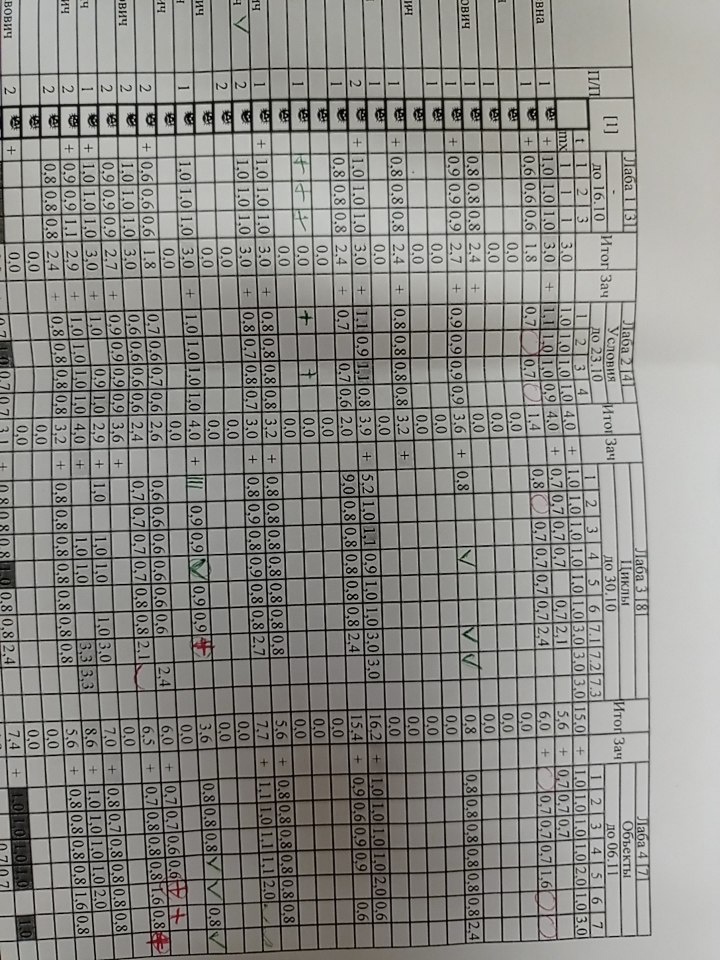 Лаба 1 [3] Лаба 2 [4] Лаба 3 [8] Лаба 4 [7]
П/П [1] - Итог Зач Условия Итог Зач Циклы Итог Зач Объекты
до 16.10 до 23.10 до 30.10 до 06.11
t 1 2 3 1 2 3 4 1 2 3 4 5 6 7.1 7.2 7.3 1 2 3 4 5 6 7
mx 1 1 1 3,0 1,0 1,0 1,0 1,0 4,0 + 1,0 1,0 1,0 1,0 1,0 1,0 3,0 3,0 3,0 15,0 + 1,0 1,0 1,0 1,0 2,0 1,0 3,0
евна 1 + 1,0 1,0 1,0 3,0 + 1,1 1,0 1,0 0,9 4,0 + 0,7 0,7 0,7 0,7 0,7 2,1 5,6 + 0,7 0,7 0,7
1 + 0,6 0,6 0,6 1,8 0,7 0,7 1,4 0,8 0,7 0,7 0,7 0,7 2,4 6,0 + 0,7 0,7 0,7 1,6
0,0 0,0 0,0
1 0,0 0,0 0,0
ович 1 0,8 0,8 0,8 2,4 + 0,0 0,8 0,8 0,8 0,8 0,8 0,8 0,8 2,4
1 + 0,9 0,9 0,9 2,7 + 0,9 0,9 0,9 0,9 3,6 + 0,8 0,0
1 0,0 0,0 0,0
ич 0,0 0,0 0,0
1 + 0,8 0,8 0,8 2,4 + 0,8 0,8 0,8 0,8 3,2 + 0,0
1 0,0 0,0
2 + 1,0 1,0 1,0 3,0 + 1,1 0,9 1,1 0,8 3,9 + 5,2 1,0 1,1 0,9 1,0 1,0 3,0 3,0 16,2 + 1,0 1,0 1,0 1,0 2,0 0,6
1 0,8 0,8 0,8 2,4 + 0,7 0,7 0,6 2,0 9,0 0,8 0,8 0,8 0,8 0,8 2,4 15,4 + 0,9 0,6 0,9 0,9 0,6
0,0 0,0 0,0
1 + + + 0,0 + + 0,0 0,0
0,0 0,0 0,0
ич 1 + 1,0 1,0 1,0 3,0 + 0,8 0,8 0,8 0,8 3,2 + 0,8 0,8 0,8 0,8 0,8 0,8 0,8 5,6 + 0,8 0,8 0,8 0,8 0,8 0,8
2 1,0 1,0 1,0 3,0 + 0,8 0,7 0,8 0,7 3,0 + 0,8 0,9 0,8 0,9 0,8 0,8 2,7 7,7 + 1,1 1,0 1,1 1,1 2,0
2 0,0 0,0 0,0
ич 0,0 0,0 0,0
1 1,0 1,0 1,0 3,0 + 1,0 1,0 1,0 1,0 4,0 + 0,9 0,9 0,9 0,9 3,6 0,8 0,8 0,8 0,8
ич 0,0 0,0 0,0
2 + 0,6 0,6 0,6 1,8 0,7 0,6 0,7 0,6 2,6 0,6 0,6 0,6 0,6 0,6 0,6 2,4 6,0 + 0,7 0,7 0,6 0,6
ович 2 1,0 1,0 1,0 3,0 0,6 0,6 0,6 0,6 2,4 0,7 0,7 0,7 0,7 0,8 0,8 2,1 6,5 + 0,7 0,8 0,8 0,8 1,6 0,8
2 0,9 0,9 0,9 2,7 + 0,9 0,9 0,9 0,9 3,6 + 0,0
ич 1 + 1,0 1,0 1,0 3,0 + 1,0 0,9 1,0 2,9 + 1,0 1,0 1,0 1,0 3,0 7,0 + 0,8 0,7 0,8 0,8 0,8 0,8
ич 2 + 0,9 0,9 1,1 2,9 + 1,0 1,0 1,0 1,0 4,0 + 1,0 1,0 3,3 3,3 8,6 + 1,0 1,0 1,0 1,0 2,0
2 0,8 0,8 0,8 2,4 + 0,8 0,8 0,8 0,8 3,2 + 0,8 0,8 0,8 0,8 0,8 0,8 0,8 5,6 + 0,8 0,8 0,8 0,8 1,6 0,8
0,0 0,0 0,0
авович 2 + 0,0 0,0 0,0
0,7 1,0 0,7 0,7 3,1 + 0,8 0,8 0,8 1,0 0,8 0,8 2,4 7,4 + 1,0 1,0 1,0 1,0 1,0
0,7 0,7